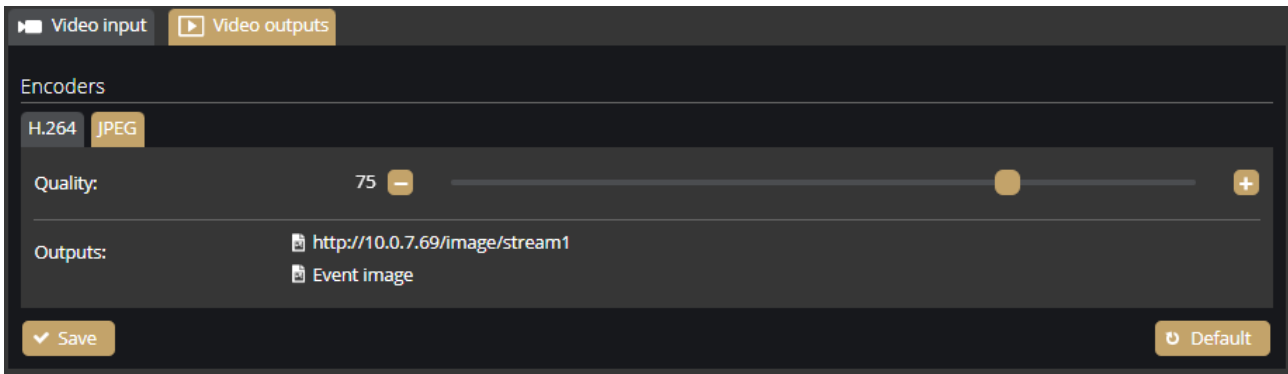 Video input
Video outputs
Encoders
H.264
JPEG
Quality:
75
Outputs:
http://10.0.7.69/image/stream1
Event image
Save
Default